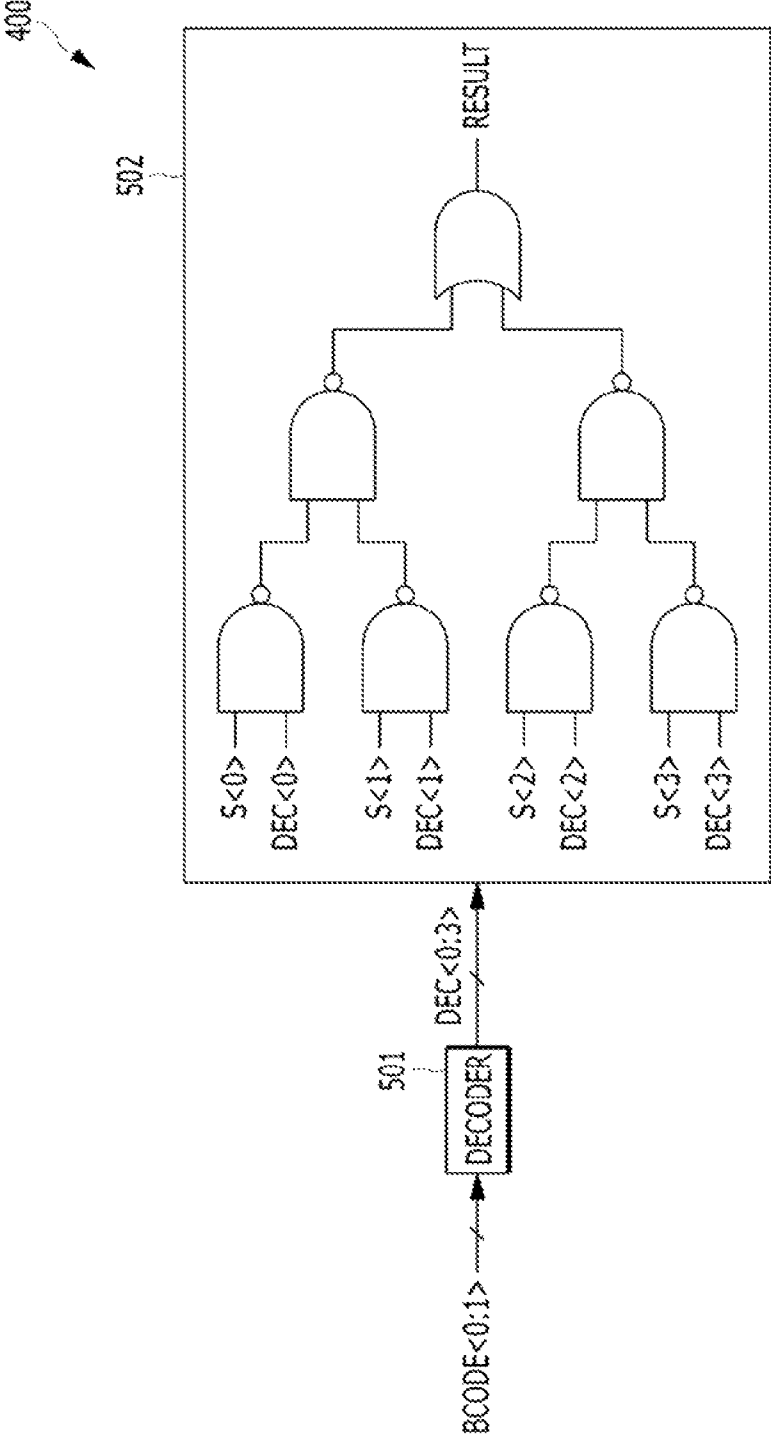 400
502
S<0>
DEC<0>
S<1>
DEC<1>
S<2>
DEC<2>
S<3>
DEC<3>
RESULT
BCODE<0:1>
501
DECODER
DEC<0:3>